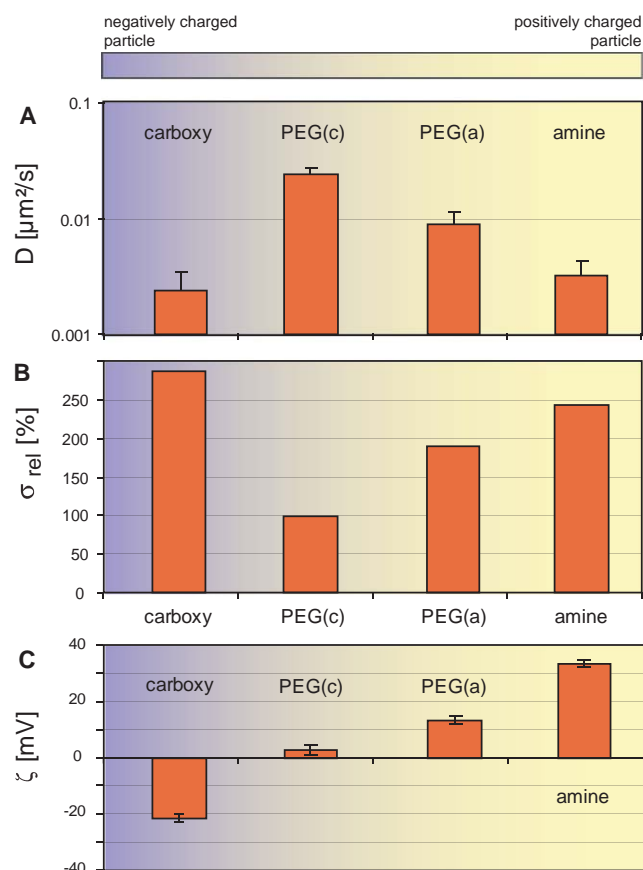 negatively charged positively charged
particle particle
A
0.1
carboxy PEG(c) PEG(a) amine
D [µm²/s]
0.01
0.001
B
σ rel [%]
250
200
150
100
50
0
carboxy PEG(c) PEG(a) amine
C
40
carboxy PEG(c) PEG(a)
ζ [mV]
20
0
amine
-20
-40